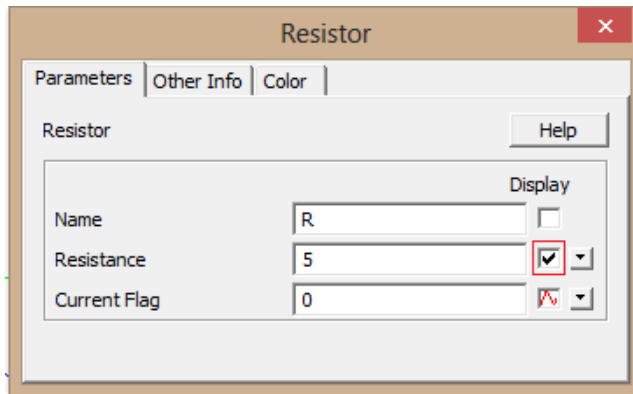 Resistor
Parameters Other Info Color
Resistor Help
Display
Name R
Resistance 5
Current Flag 0